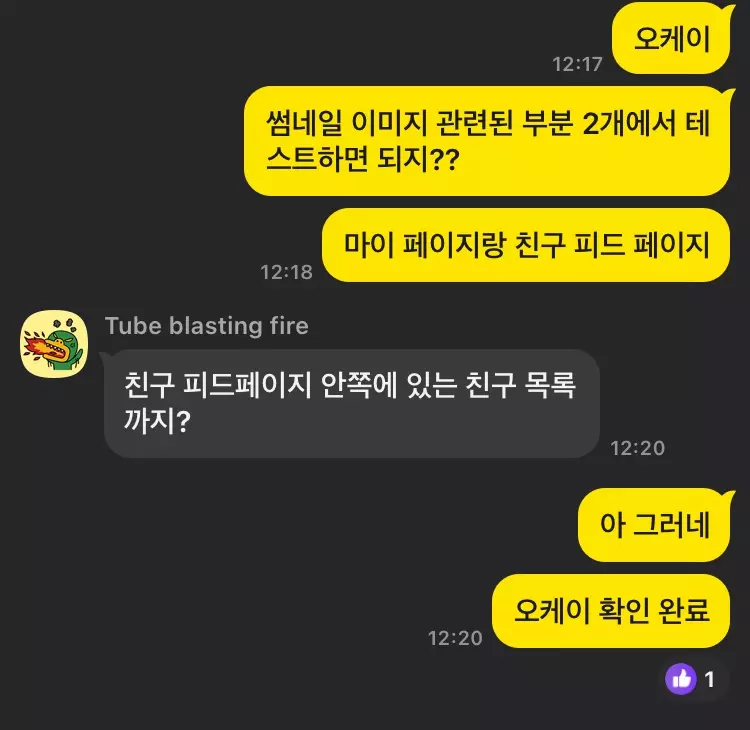 오케이
12:17
썸네일 이미지 관련된 부분 2개에서 테
스트하면 되지??
마이 페이지랑 친구 피드 페이지
12:18
Tube blasting fire
친구 피드페이지 안쪽에 있는 친구 목록
까지?
12:20
아 그러네
오케이 확인 완료
12:20
1